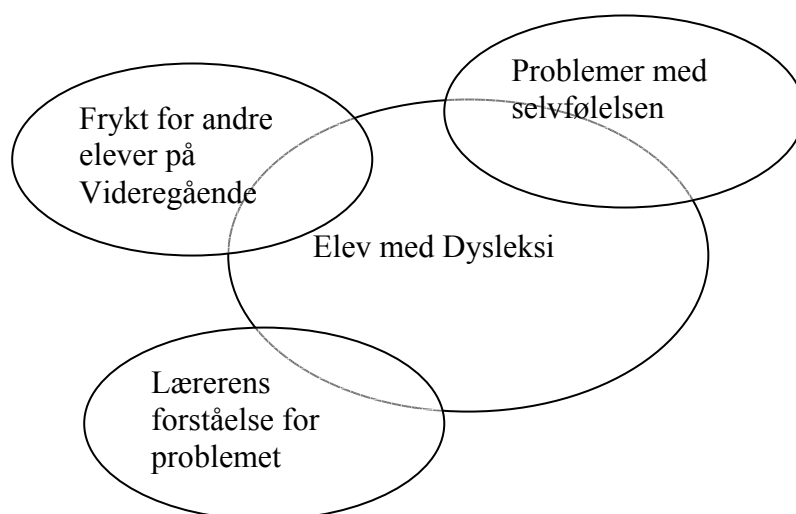 Problemer med
selvfølelsen
Frykt for andre
elever på
Videregående
Elev med Dysleksi
Lærerens
forståelse for
problemet